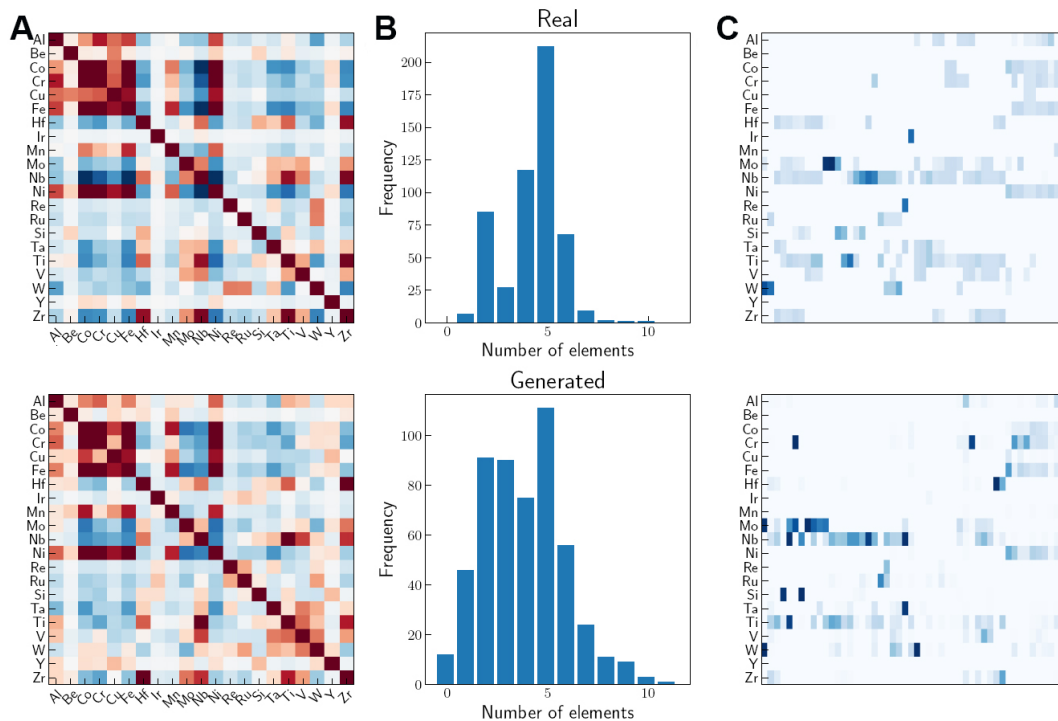 A
Al
Be
Co
Cr
Cu
Fe
Hf
Ir
Mn
Mo
Nb
Ni
Re
Ru
Si
Ta
Ti
V
W
Y
Zr
Al Be Co Cr Cu Fe Hf Ir Mn Mo Nb Ni Re Ru Si Ta Ti V W Y Zr
B
Real
Frequency
200
175
150
125
100
75
50
25
0
0 5 10
Number of elements
C
Al
Be
Co
Cr
Cu
Fe
Hf
Ir
Mn
Mo
Nb
Ni
Re
Ru
Si
Ta
Ti
V
W
Y
Zr
Al
Be
Co
Cr
Cu
Fe
Hf
Ir
Mn
Mo
Nb
Ni
Re
Ru
Si
Ta
Ti
V
W
Y
Zr
Al Be Co Cr Cu Fe Hf Ir Mn Mo Nb Ni Re Ru Si Ta Ti V W Y Zr
Generated
Frequency
100
80
60
40
20
0
0 5 10
Number of elements
Al
Be
Co
Cr
Cu
Fe
Hf
Ir
Mn
Mo
Nb
Ni
Re
Ru
Si
Ta
Ti
V
W
Y
Zr